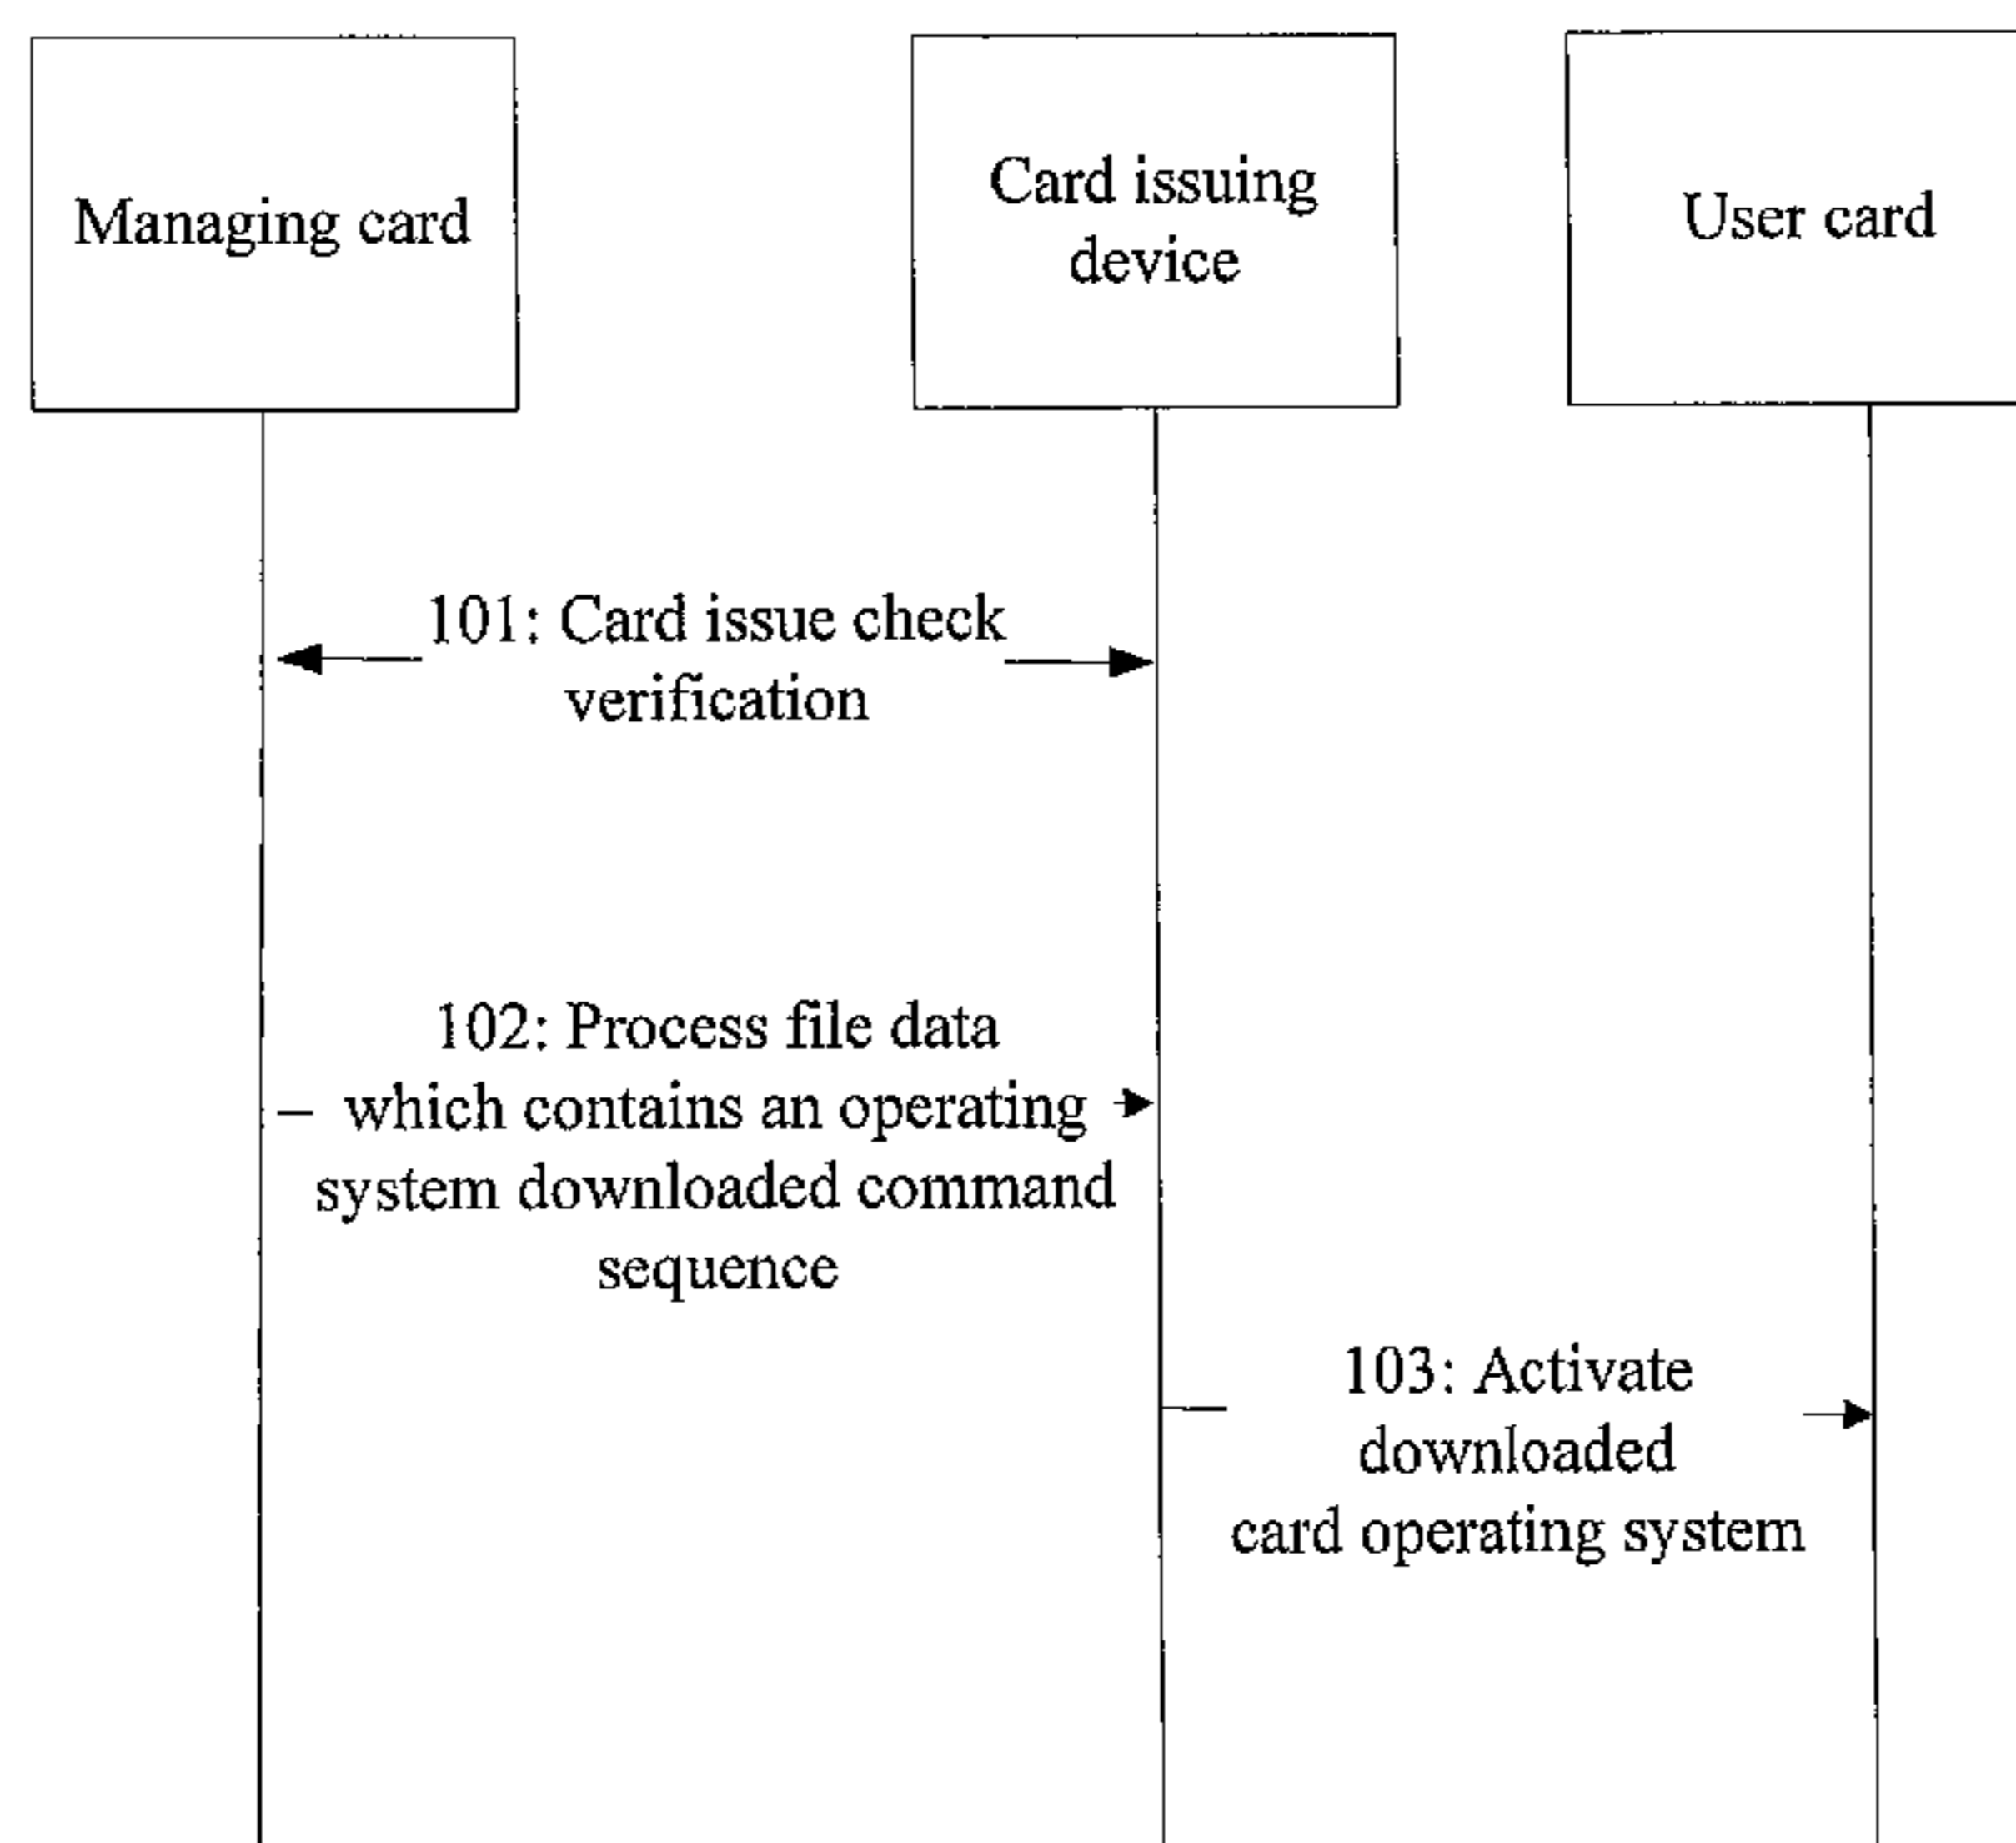 Managing card
Card issuing
device
User card
101: Card issue check
verification
102: Process file data
which contains an operating
system downloaded command
sequence
103: Activate
downloaded
card operating system